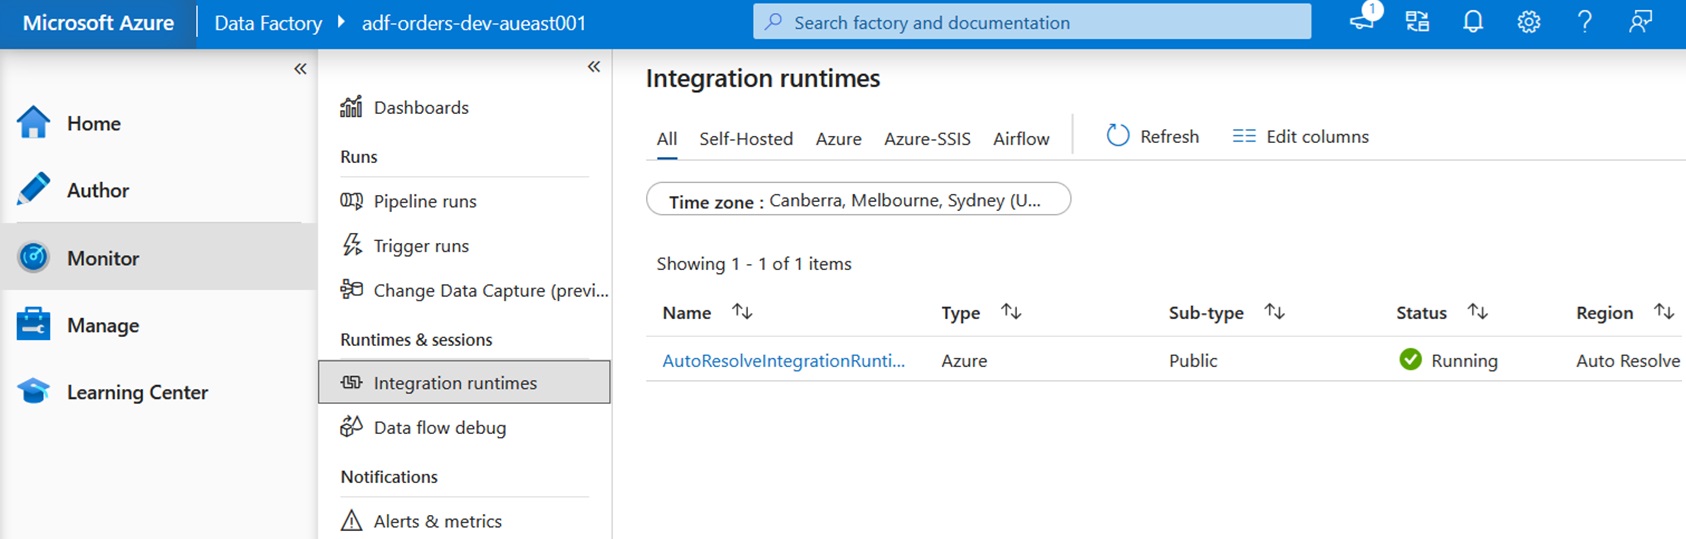 Microsoft Azure
Data Factory
adf-orders-dev-aueast001
Search factory and documentation
1
Home
Author
Monitor
Manage
Learning Center
Dashboards
Runs
Pipeline runs
Trigger runs
Change Data Capture (previ...
Runtimes & sessions
Integration runtimes
Data flow debug
Notifications
Alerts & metrics
Integration runtimes
All Self-Hosted Azure Azure-SSIS Airflow Refresh Edit columns
Time zone : Canberra, Melbourne, Sydney (U...
Showing 1 - 1 of 1 items
Name Type Sub-type Status Region
AutoResolveIntegrationRunti... Azure Public Running Auto Resolve